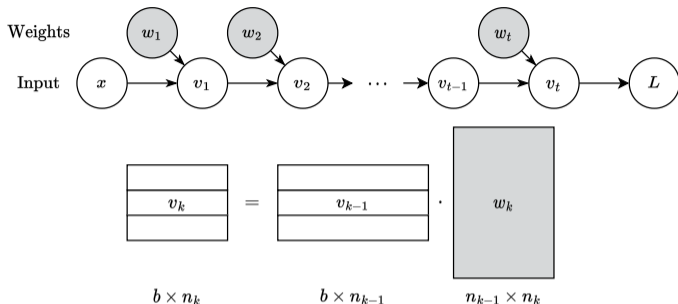 Weights w₁ w₂ wₜ
Input x v₁ v₂ ⋯ vₜ₋₁ vₜ L
vₖ = vₖ₋₁ · wₖ
b × nₖ b × nₖ₋₁ nₖ₋₁ × nₖ